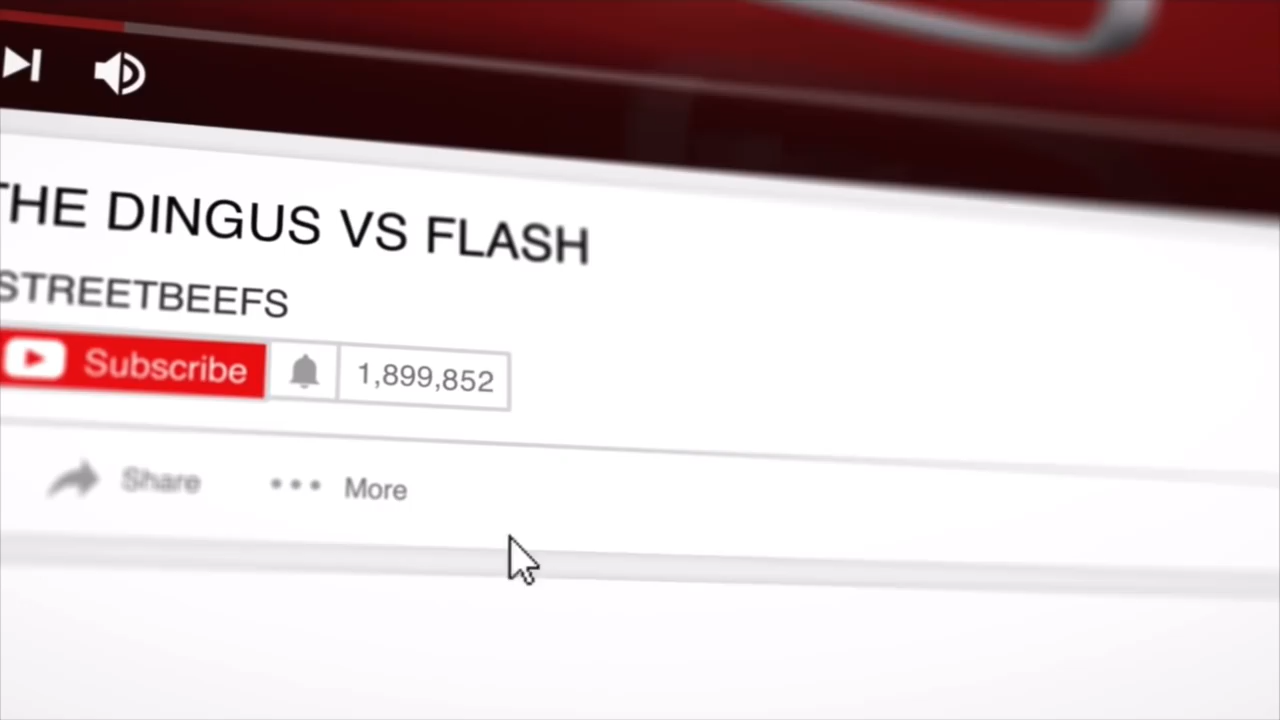 THE DINGUS VS FLASH
STREETBEEFS
Subscribe 1,899,852
Share ... More